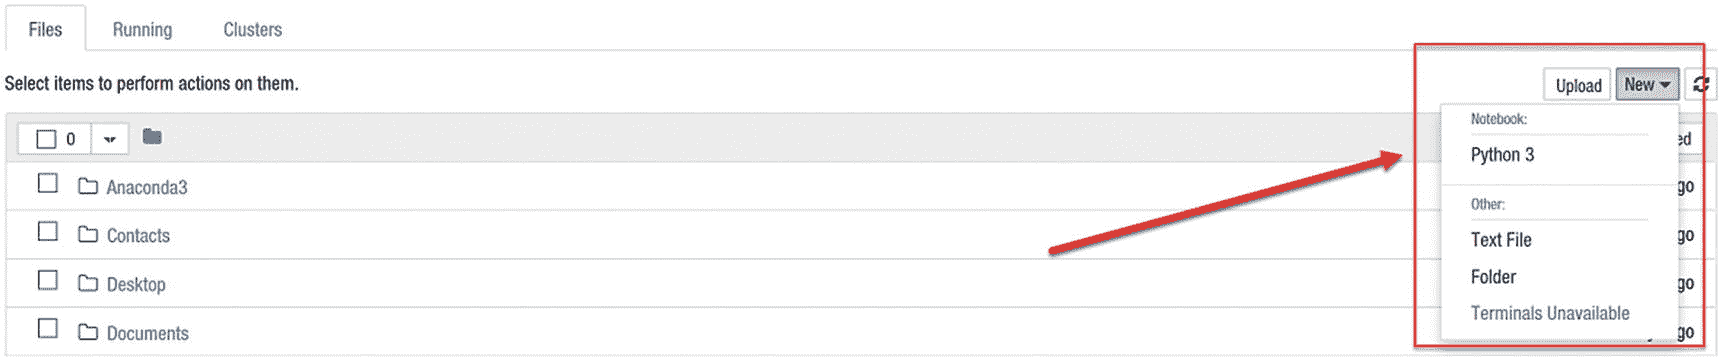 Files Running Clusters
Select items to perform actions on them.
Upload New
0
Notebook:
ed
Python 3
Anaconda3
go
Other:
Contacts
go
Text File
Folder
Desktop
go
Terminals Unavailable
Documents
go